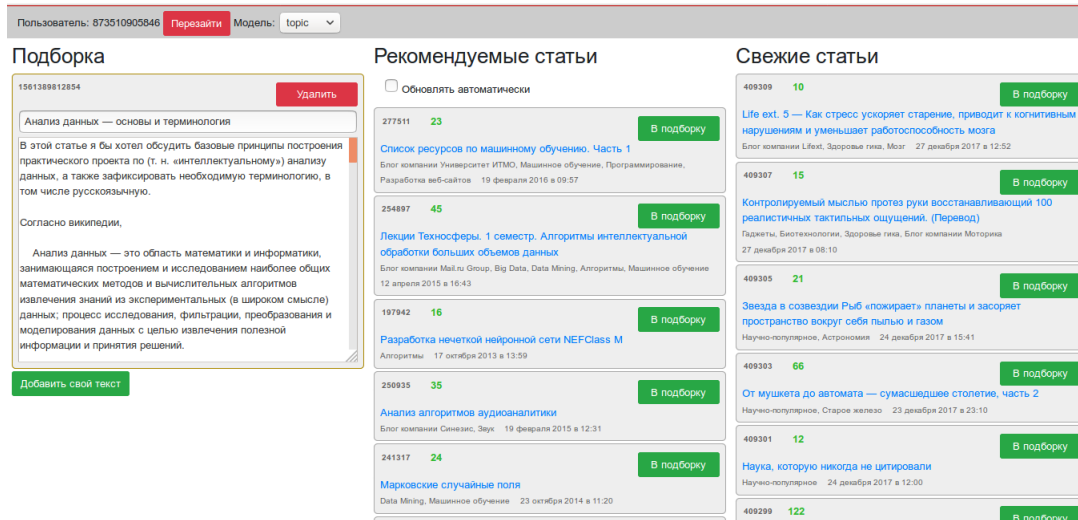 Пользователь: 873510905846 Перезайти Модель: topic
Подборка
1561389812854
Удалить
Анализ данных — основы и терминология
В этой статье я бы хотел обсудить базовые принципы построения
практического проекта по (т. н. «интеллектуальному») анализу
данных, а также зафиксировать необходимую терминологию, в
том числе русскоязычную.
Согласно википедии,
Анализ данных — это область математики и информатики,
занимающаяся построением и исследованием наиболее общих
математических методов и вычислительных алгоритмов
извлечения знаний из экспериментальных (в широком смысле)
данных; процесс исследования, фильтрации, преобразования и
моделирования данных с целью извлечения полезной
информации и принятия решений.
Добавить свой текст
Рекомендуемые статьи
Обновлять автоматически
277511 23
В подборку
Список ресурсов по машинному обучению. Часть 1
Блог компании Университет ИТМО, Машинное обучение, Программирование,
Разработка веб-сайтов 19 февраля 2016 в 09:57
254897 45
В подборку
Лекции Техносферы. 1 семестр. Алгоритмы интеллектуальной
обработки больших объемов данных
Блог компании Mail.ru Group, Big Data, Data Mining, Алгоритмы, Машинное обучение
12 апреля 2015 в 16:43
197942 16
В подборку
Разработка нечеткой нейронной сети NEFClass M
Алгоритмы 17 октября 2013 в 13:59
250935 35
В подборку
Анализ алгоритмов аудиоаналитики
Блог компании Синезис, Звук 19 февраля 2015 в 12:31
241317 24
В подборку
Марковские случайные поля
Data Mining, Машинное обучение 23 октября 2014 в 11:20
Свежие статьи
409309 10
В подборку
Life ext. 5 — Как стресс ускоряет старение, приводит к когнитивным
нарушениям и уменьшает работоспособность мозга
Блог компании Lifext, Здоровье гика, Мозг 27 декабря 2017 в 12:52
409307 15
В подборку
Контролируемый мыслью протез руки восстанавливающий 100
реалистичных тактильных ощущений. (Перевод)
Гаджеты, Биотехнологии, Здоровье гика, Блог компании Моторика
27 декабря 2017 в 08:10
409305 21
В подборку
Звезда в созвездии Рыб «пожирает» планеты и засоряет
пространство вокруг себя пылью и газом
Научно-популярное, Астрономия 24 декабря 2017 в 15:41
409303 66
В подборку
От мушкета до автомата — сумасшедшее столетие, часть 2
Научно-популярное, Старое железо 23 декабря 2017 в 23:10
409301 12
В подборку
Наука, которую никогда не цитировали
Научно-популярное 24 декабря 2017 в 12:00
409299 122
В подборку